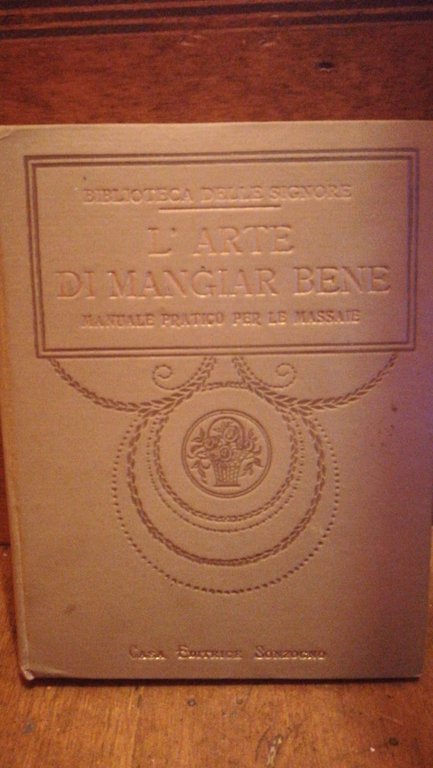 BIBLIOTECA DELLE SIGNORE
L'ARTE
DI MANGIAR BENE
MANUALE PRATICO PER LE MASSAIE
CASA EDITRICE SONZOGNO